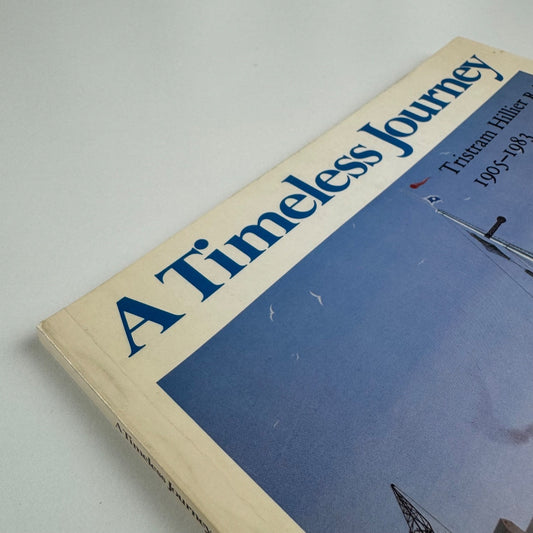 A Timeless Journey
Tristram Hillier R
1905–1983
A Timeless Journey